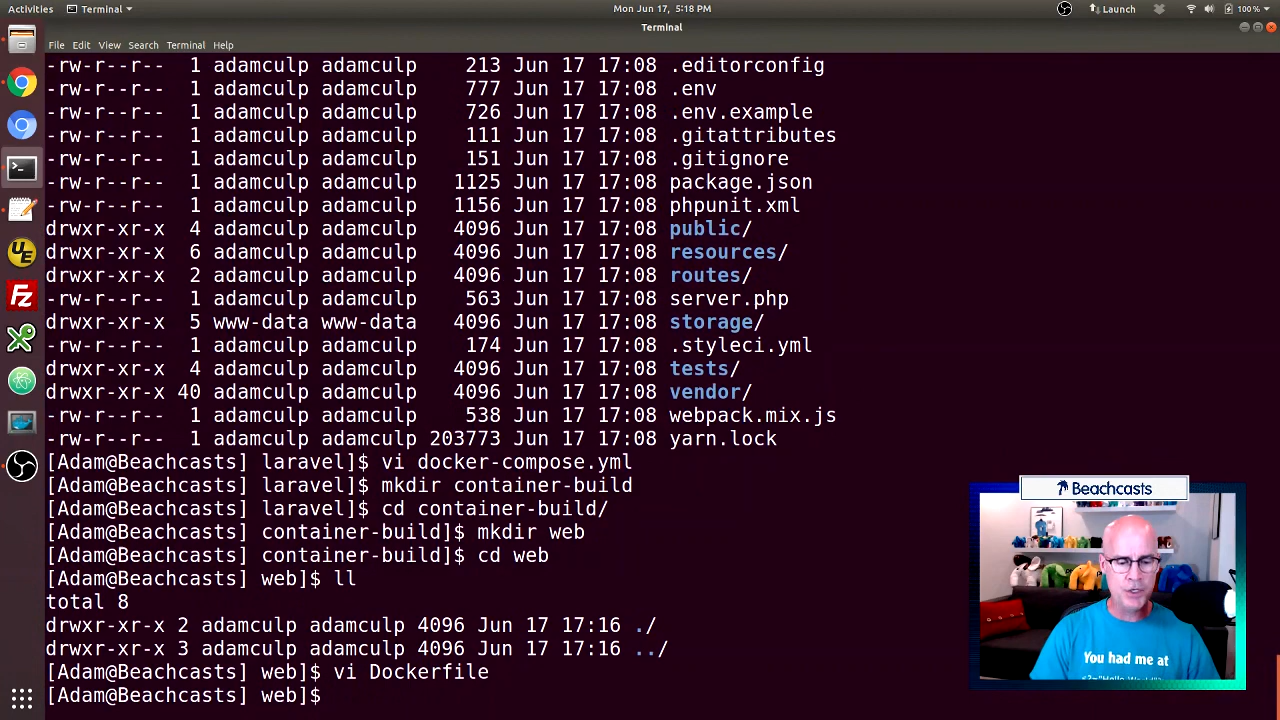 Activities Terminal Mon Jun 17, 5:18 PM Launch 100 %
Terminal
File Edit View Search Terminal Help
-rw-r--r-- 1 adamculp adamculp 213 Jun 17 17:08 .editorconfig
-rw-r--r-- 1 adamculp adamculp 777 Jun 17 17:08 .env
-rw-r--r-- 1 adamculp adamculp 726 Jun 17 17:08 .env.example
-rw-r--r-- 1 adamculp adamculp 111 Jun 17 17:08 .gitattributes
-rw-r--r-- 1 adamculp adamculp 151 Jun 17 17:08 .gitignore
-rw-r--r-- 1 adamculp adamculp 1125 Jun 17 17:08 package.json
-rw-r--r-- 1 adamculp adamculp 1156 Jun 17 17:08 phpunit.xml
drwxr-xr-x 4 adamculp adamculp 4096 Jun 17 17:08 public/
drwxr-xr-x 6 adamculp adamculp 4096 Jun 17 17:08 resources/
drwxr-xr-x 2 adamculp adamculp 4096 Jun 17 17:08 routes/
-rw-r--r-- 1 adamculp adamculp 563 Jun 17 17:08 server.php
drwxr-xr-x 5 www-data www-data 4096 Jun 17 17:08 storage/
-rw-r--r-- 1 adamculp adamculp 174 Jun 17 17:08 .styleci.yml
drwxr-xr-x 4 adamculp adamculp 4096 Jun 17 17:08 tests/
drwxr-xr-x 40 adamculp adamculp 4096 Jun 17 17:08 vendor/
-rw-r--r-- 1 adamculp adamculp 538 Jun 17 17:08 webpack.mix.js
-rw-r--r-- 1 adamculp adamculp 203773 Jun 17 17:08 yarn.lock
[Adam@Beachcasts] laravel]$ vi docker-compose.yml
[Adam@Beachcasts] laravel]$ mkdir container-build
[Adam@Beachcasts] laravel]$ cd container-build/
[Adam@Beachcasts] container-build]$ mkdir web
[Adam@Beachcasts] container-build]$ cd web
[Adam@Beachcasts] web]$ ll
total 8
drwxr-xr-x 2 adamculp adamculp 4096 Jun 17 17:16 ./
drwxr-xr-x 3 adamculp adamculp 4096 Jun 17 17:16 ../
[Adam@Beachcasts] web]$ vi Dockerfile
[Adam@Beachcasts] web]$
Beachcasts
You had me at
UE
FZ